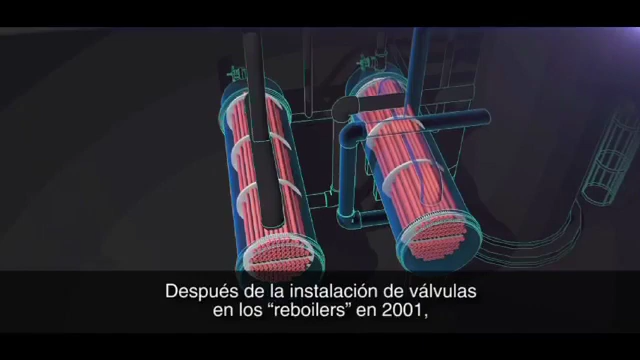 Después de la instalación de válvulas
en los “reboilers” en 2001,